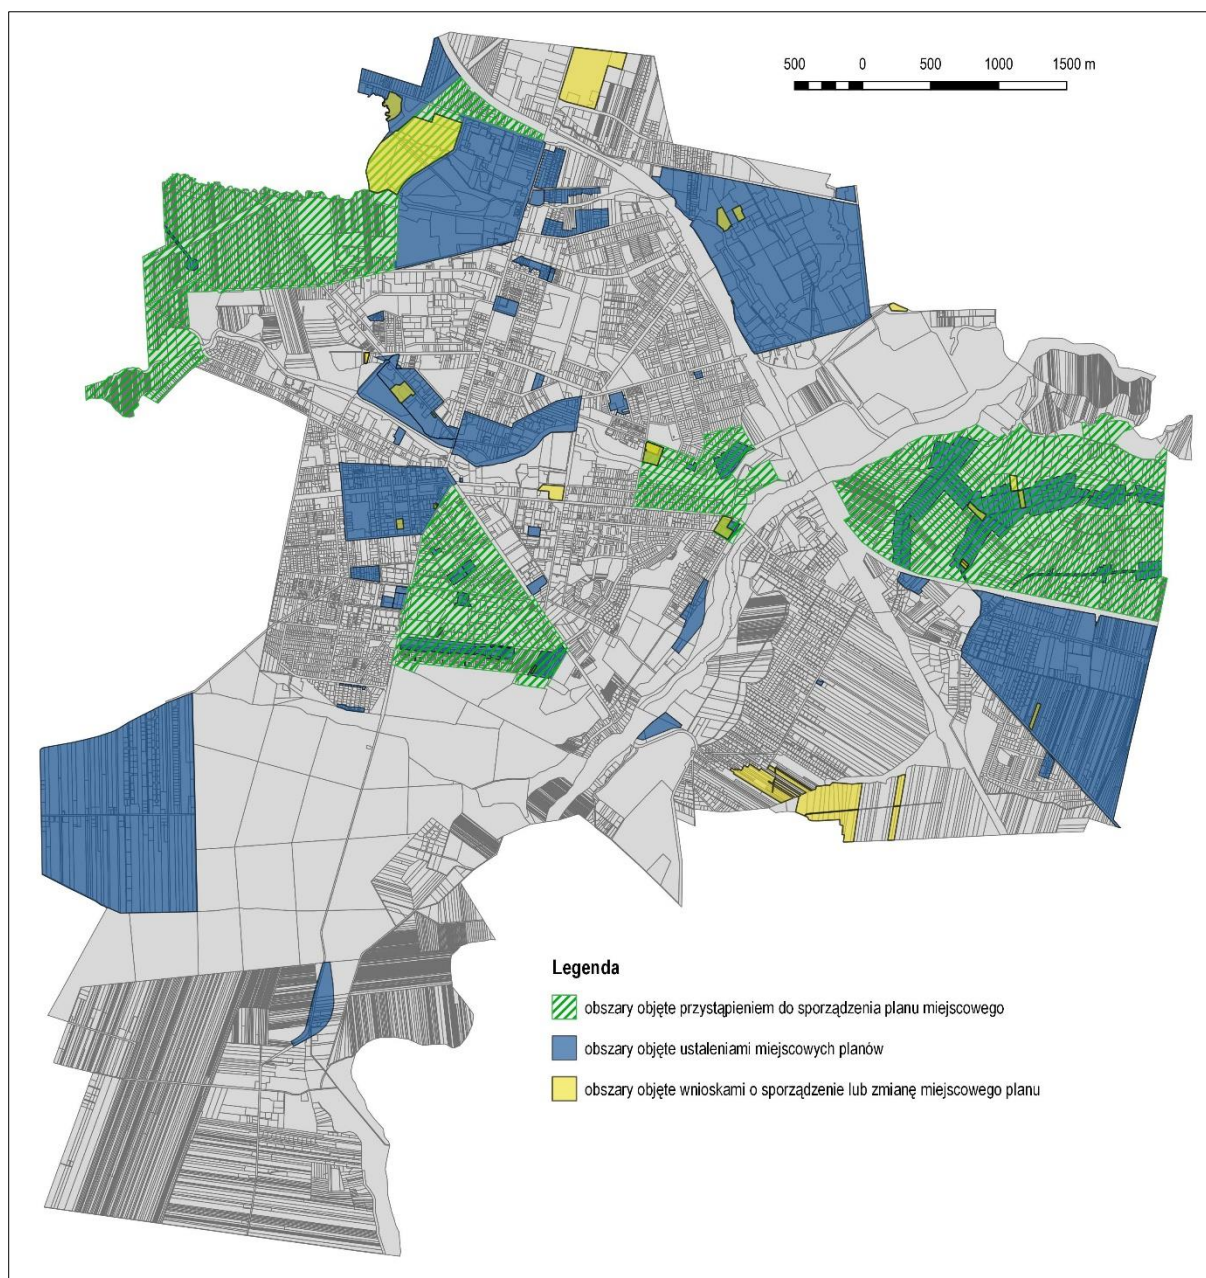 500 0 500 1000 1500 m
Legenda
obszary objęte przystąpieniem do sporządzenia planu miejscowego
obszary objęte ustaleniami miejscowych planów
obszary objęte wnioskami o sporządzenie lub zmianę miejscowego planu